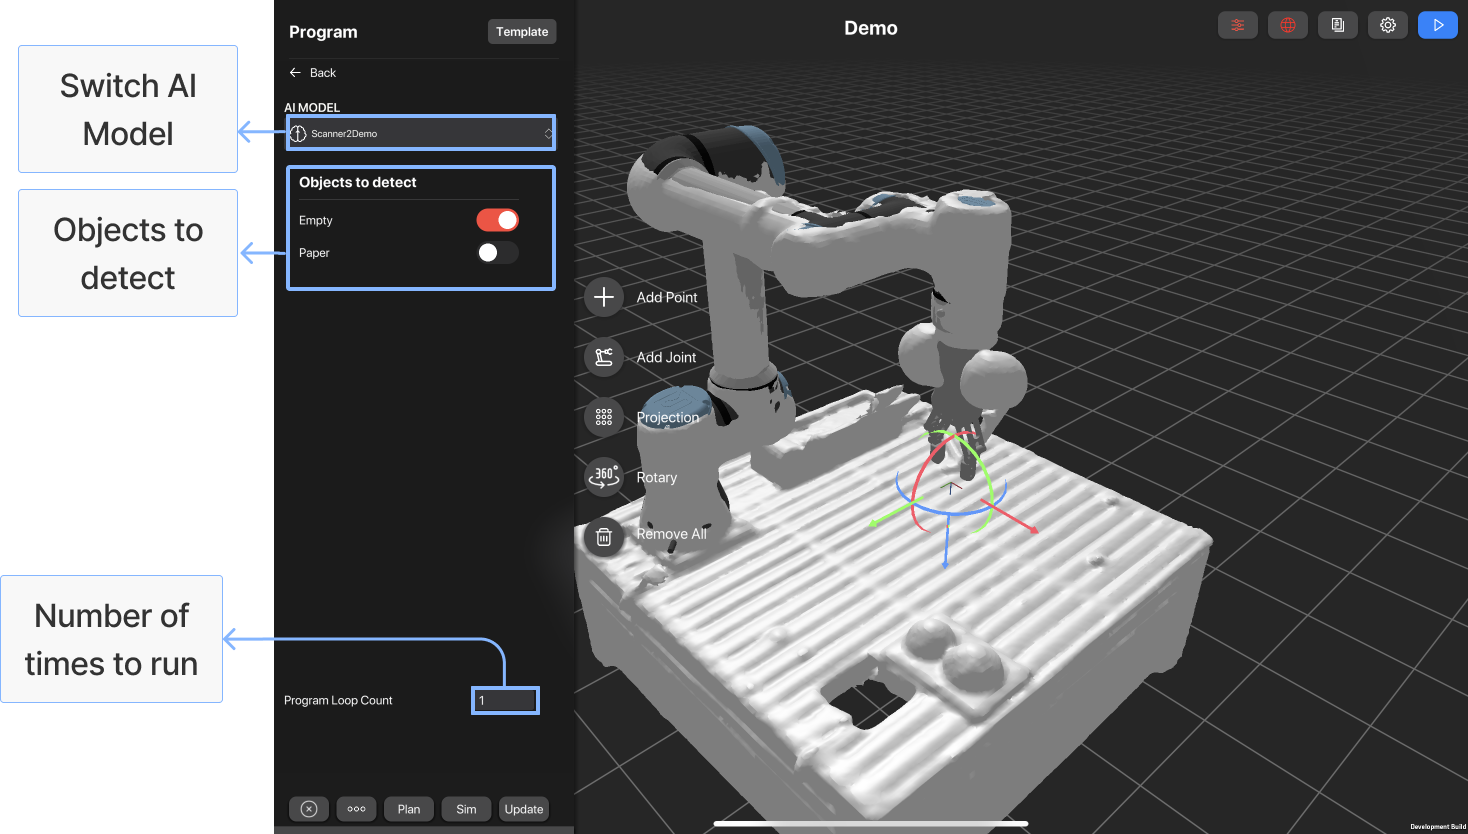 Switch AI
Model
Objects to
detect
Number of
times to run
Program
Template
Back
AI MODEL
Scanner2Demo
Objects to detect
Empty
Paper
Program Loop Count
1
Plan
Sim
Update
Demo
Add Point
Add Joint
Projection
360°
Rotary
Remove All
Development Build